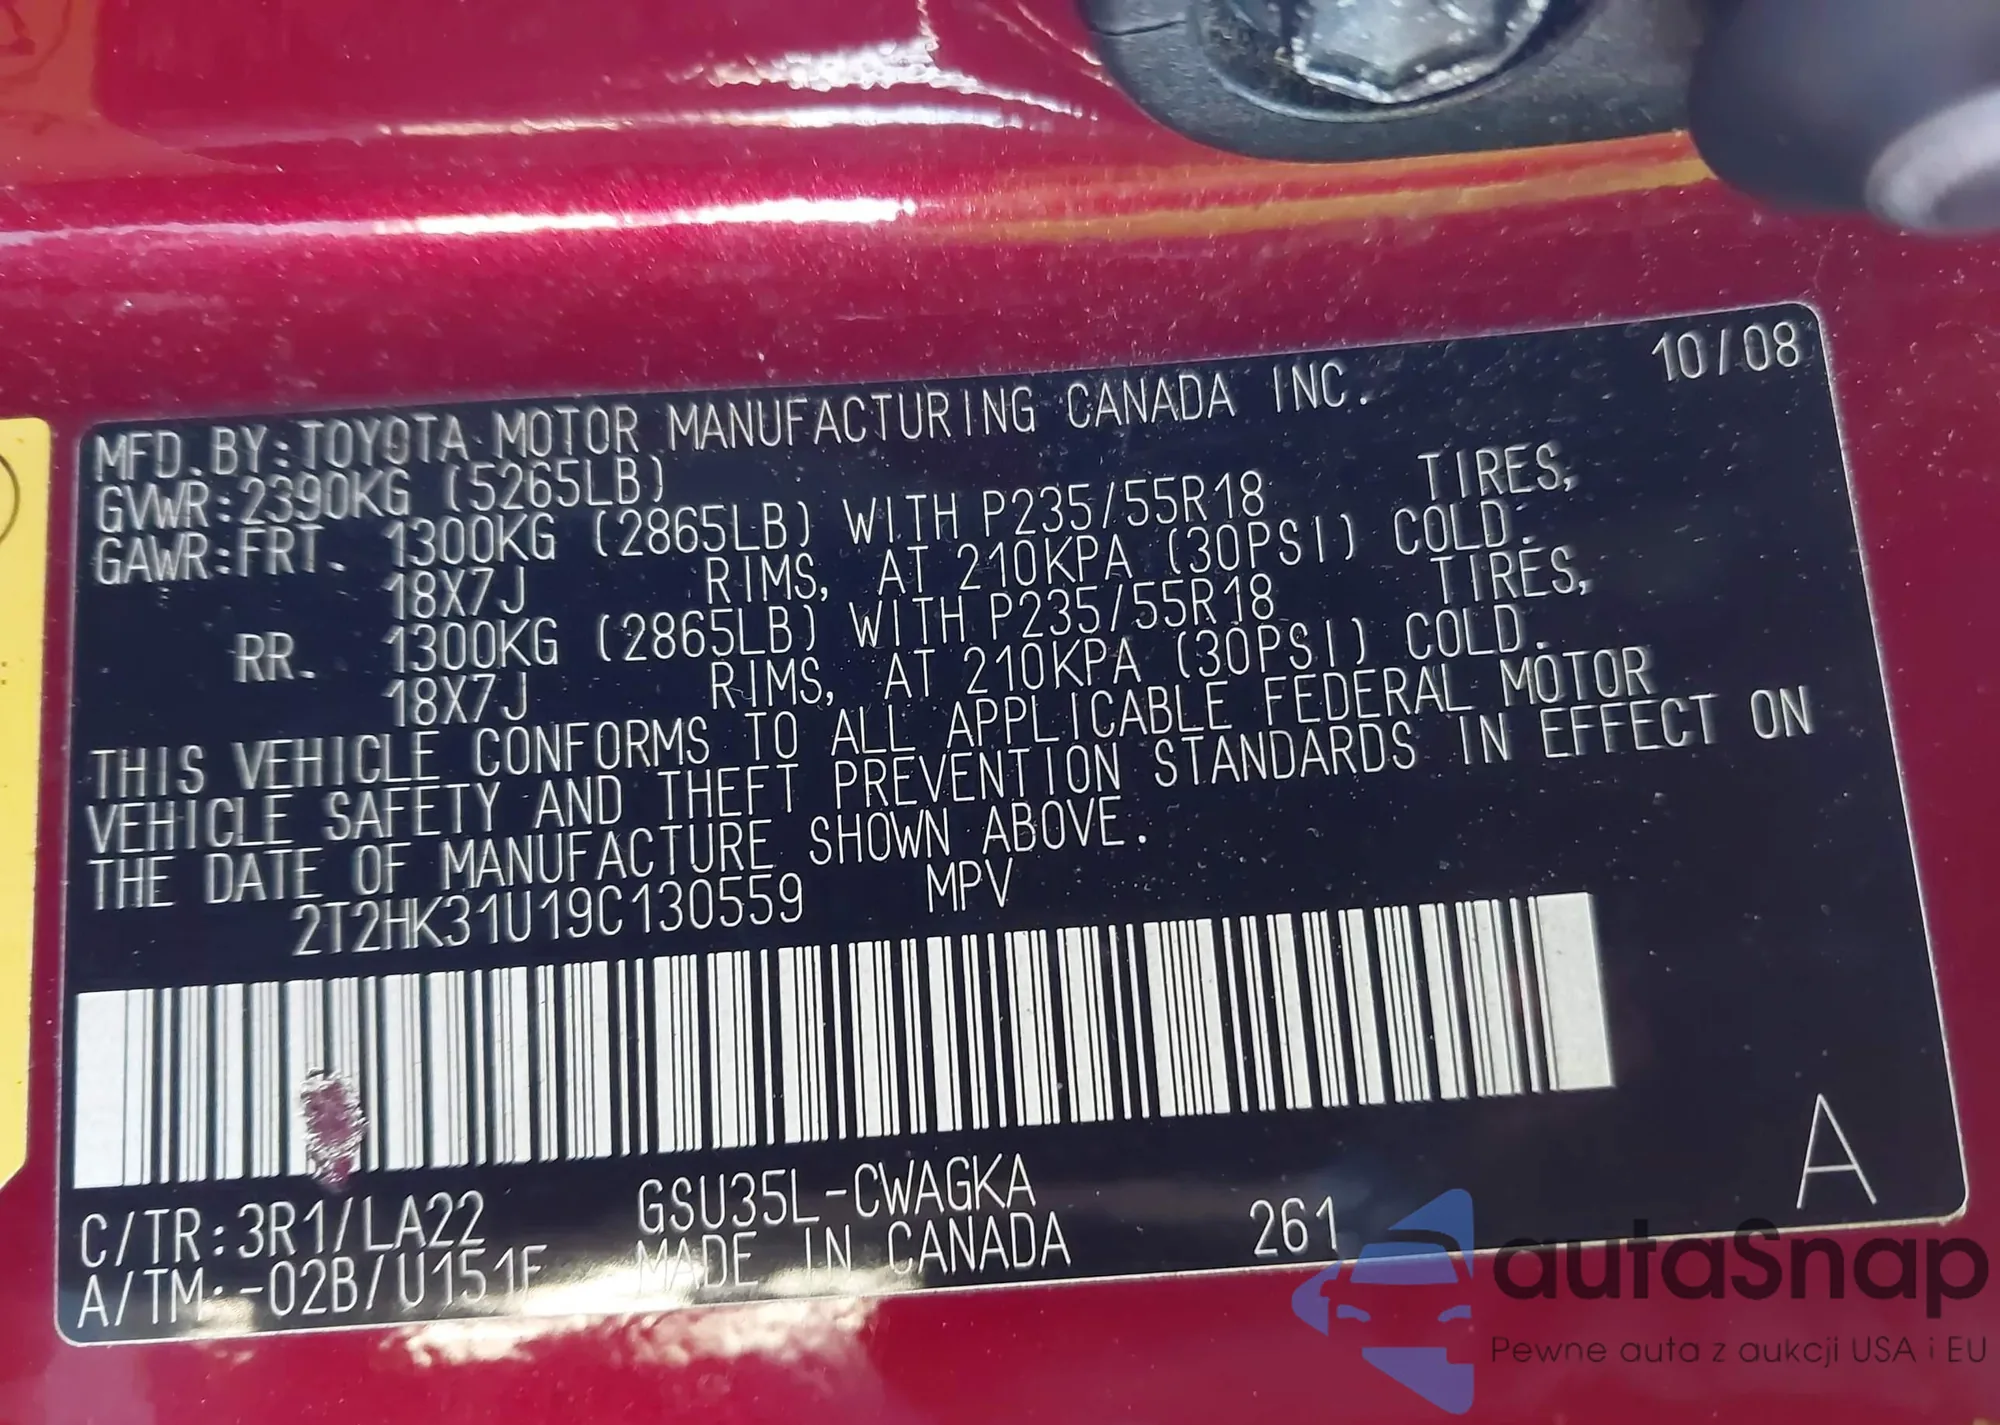 10/08
MFD. BY: TOYOTA MOTOR MANUFACTURING CANADA INC.
GVWR: 2390KG (5265LB)
GAWR: FRT. 1300KG (2865LB) WITH P235/55R18 TIRES,
18X7J RIMS, AT 210KPA (30PSI) COLD.
RR. 1300KG (2865LB) WITH P235/55R18 TIRES,
18X7J RIMS, AT 210KPA (30PSI) COLD.
THIS VEHICLE CONFORMS TO ALL APPLICABLE FEDERAL MOTOR
VEHICLE SAFETY AND THEFT PREVENTION STANDARDS IN EFFECT ON
THE DATE OF MANUFACTURE SHOWN ABOVE.
2T2HK31U19C130559 MPV
C/TR: 3R1/LA22 GSU35L-CWAGKA
A/TM: -02B/U151F MADE IN CANADA 261 A
autaSnap
Pewne auta z aukcji USA i EU